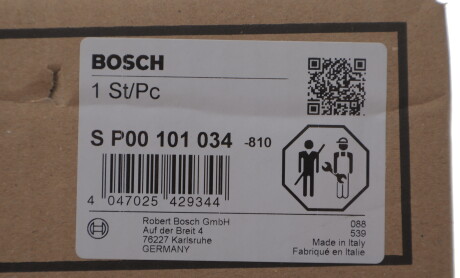 BOSCH
1 St/Pc
S P00 101 034 -810
4 047025 429344
Robert Bosch GmbH
Auf der Breit 4
76227 Karlsruhe
GERMANY
088
539
Made in Italy
Fabriqué en Italie